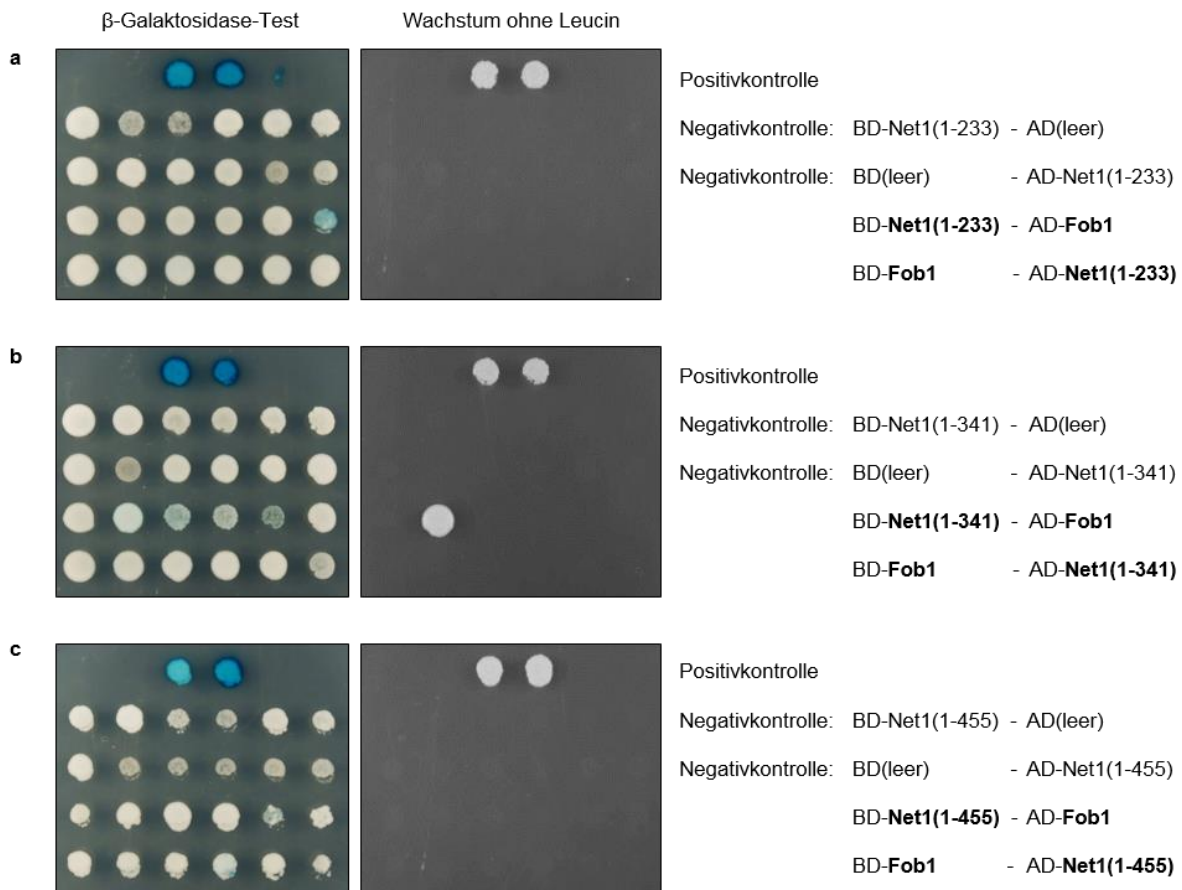 β-Galaktosidase-Test Wachstum ohne Leucin
a
Positivkontrolle
Negativkontrolle: BD-Net1(1-233) - AD(leer)
Negativkontrolle: BD(leer) - AD-Net1(1-233)
BD-Net1(1-233) - AD-Fob1
BD-Fob1 - AD-Net1(1-233)
b
Positivkontrolle
Negativkontrolle: BD-Net1(1-341) - AD(leer)
Negativkontrolle: BD(leer) - AD-Net1(1-341)
BD-Net1(1-341) - AD-Fob1
BD-Fob1 - AD-Net1(1-341)
c
Positivkontrolle
Negativkontrolle: BD-Net1(1-455) - AD(leer)
Negativkontrolle: BD(leer) - AD-Net1(1-455)
BD-Net1(1-455) - AD-Fob1
BD-Fob1 - AD-Net1(1-455)